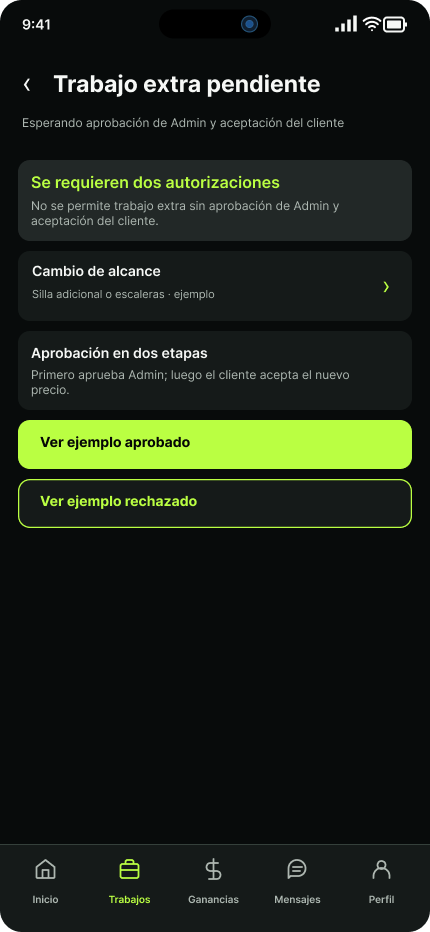 9:41
Trabajo extra pendiente
Esperando aprobación de Admin y aceptación del cliente
Se requieren dos autorizaciones
No se permite trabajo extra sin aprobación de Admin y
aceptación del cliente.
Cambio de alcance
Silla adicional o escaleras · ejemplo
Aprobación en dos etapas
Primero aprueba Admin; luego el cliente acepta el nuevo
precio.
Ver ejemplo aprobado
Ver ejemplo rechazado
Inicio
Trabajos
Ganancias
Mensajes
Perfil